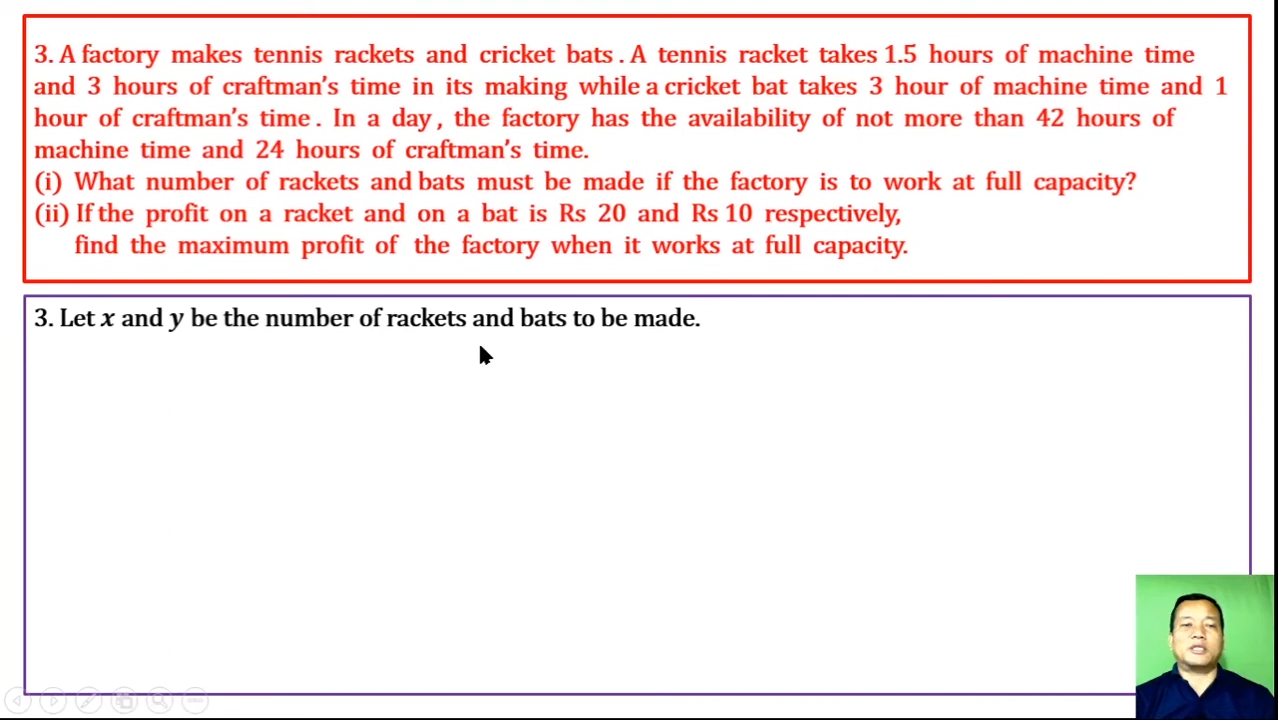 3. A factory makes tennis rackets and cricket bats . A tennis racket takes 1.5 hours of machine time
and 3 hours of craftman's time in its making while a cricket bat takes 3 hour of machine time and 1
hour of craftman's time . In a day , the factory has the availability of not more than 42 hours of
machine time and 24 hours of craftman's time.
(i) What number of rackets and bats must be made if the factory is to work at full capacity?
(ii) If the profit on a racket and on a bat is Rs 20 and Rs 10 respectively,
find the maximum profit of the factory when it works at full capacity.
3. Let x and y be the number of rackets and bats to be made.